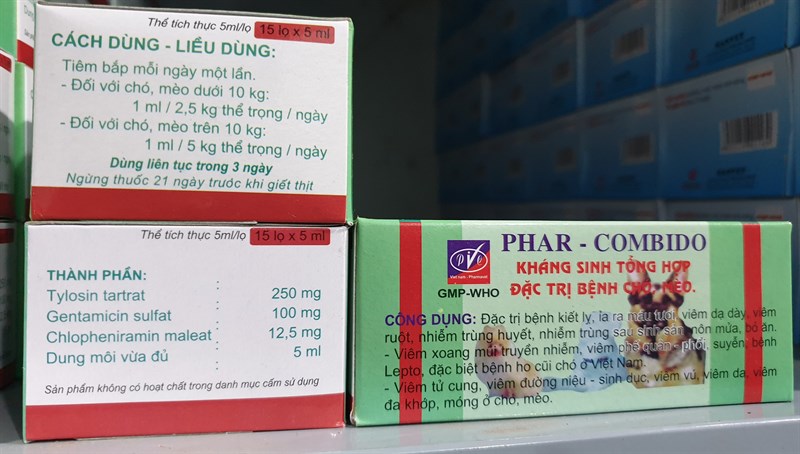 Thể tích thực 5ml/lọ 15 lọ x 5 ml
CÁCH DÙNG - LIỀU DÙNG:
Tiêm bắp mỗi ngày một lần.
- Đối với chó, mèo dưới 10 kg:
1 ml / 2,5 kg thể trọng / ngày
- Đối với chó, mèo trên 10 kg:
1 ml / 5 kg thể trọng / ngày
Dùng liên tục trong 3 ngày
Ngừng thuốc 21 ngày trước khi giết thịt
Thể tích thực 5ml/lọ 15 lọ x 5 ml
THÀNH PHẦN:
Tylosin tartrat : 250 mg
Gentamicin sulfat : 100 mg
Chlopheniramin maleat : 12,5 mg
Dung môi vừa đủ : 5 ml
Sản phẩm không có hoạt chất trong danh mục cấm sử dụng
Viet Nam - Pharmavet
GMP-WHO
PHAR - COMBIDO
KHÁNG SINH TỔNG HỢP
ĐẶC TRỊ BỆNH CHÓ, MÈO.
CÔNG DỤNG: Đặc trị bệnh kiết lỵ, ỉa ra máu tươi, viêm dạ dày, viêm
ruột, nhiễm trùng huyết, nhiễm trùng sau sinh sản, nôn mửa, bỏ ăn.
- Viêm xoang mũi truyền nhiễm, viêm phế quản - phổi, suyễn, bệnh
Lepto, đặc biệt bệnh ho cũi chó ở Việt Nam.
- Viêm tử cung, viêm đường niệu - sinh dục, viêm vú, viêm da, viêm
đa khớp, móng ở chó, mèo.